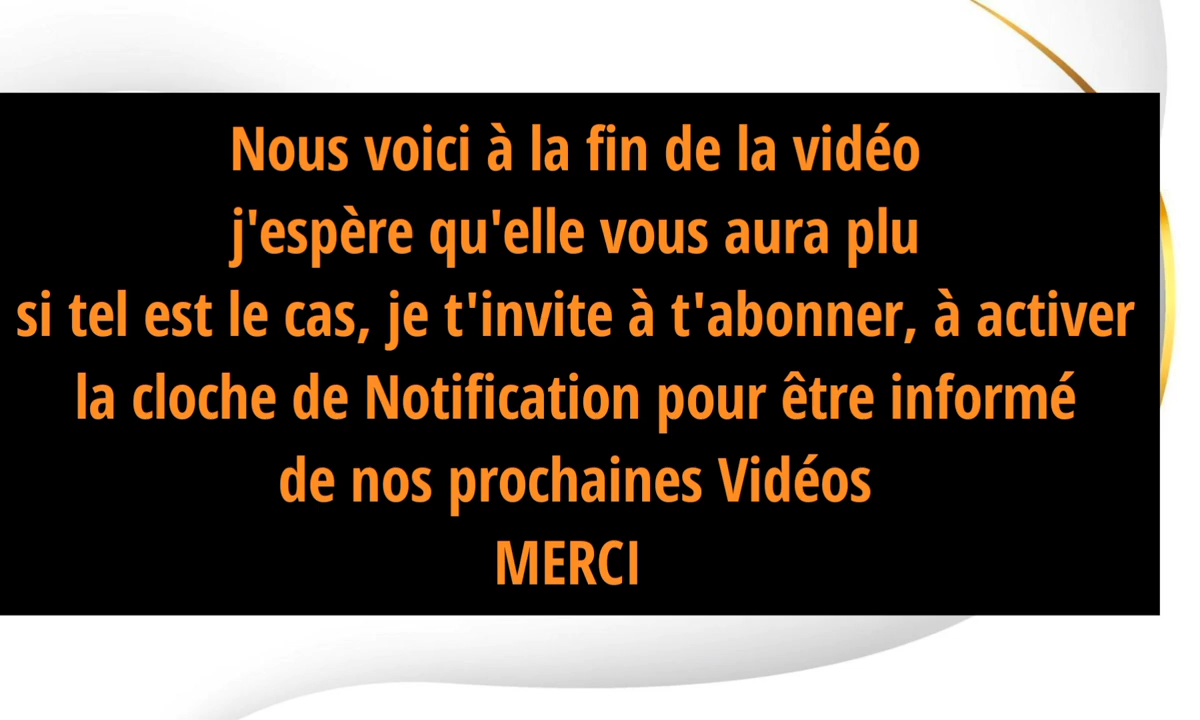 Nous voici à la fin de la vidéo
j'espère qu'elle vous aura plu
si tel est le cas, je t'invite à t'abonner, à activer
la cloche de Notification pour être informé
de nos prochaines Vidéos
MERCI